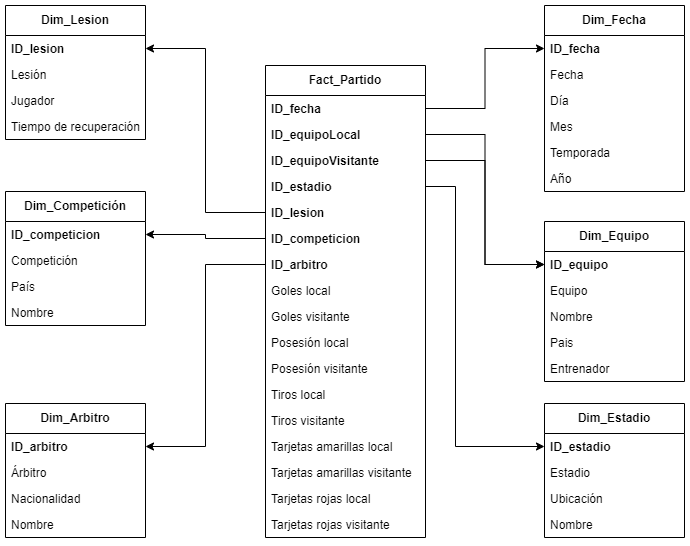 Dim_Lesion
ID_lesion
Lesión
Jugador
Tiempo de recuperación
Dim_Competición
ID_competicion
Competición
País
Nombre
Dim_Arbitro
ID_arbitro
Árbitro
Nacionalidad
Nombre
Fact_Partido
ID_fecha
ID_equipoLocal
ID_equipoVisitante
ID_estadio
ID_lesion
ID_competicion
ID_arbitro
Goles local
Goles visitante
Posesión local
Posesión visitante
Tiros local
Tiros visitante
Tarjetas amarillas local
Tarjetas amarillas visitante
Tarjetas rojas local
Tarjetas rojas visitante
Dim_Fecha
ID_fecha
Fecha
Día
Mes
Temporada
Año
Dim_Equipo
ID_equipo
Equipo
Nombre
Pais
Entrenador
Dim_Estadio
ID_estadio
Estadio
Ubicación
Nombre